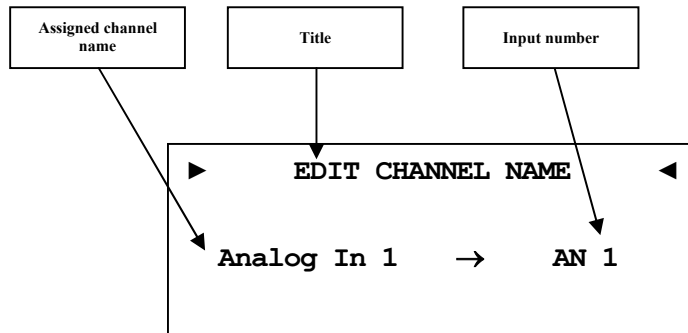 Assigned channel
name
Title
Input number
► EDIT CHANNEL NAME ◄
Analog In 1 → AN 1